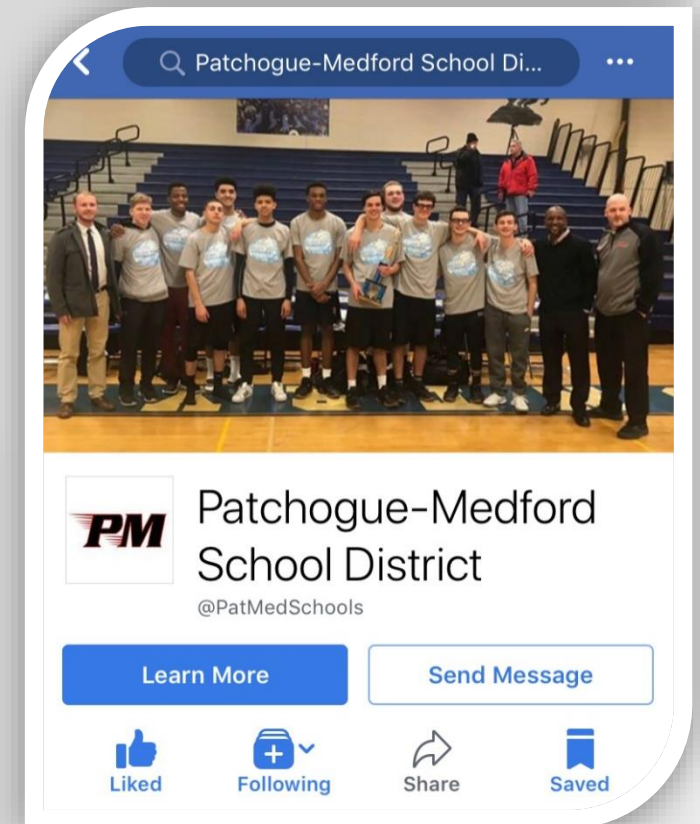 Patchogue-Medford School Di...
PM
Patchogue-Medford
School District
@PatMedSchools
Learn More
Send Message
Liked
Following
Share
Saved